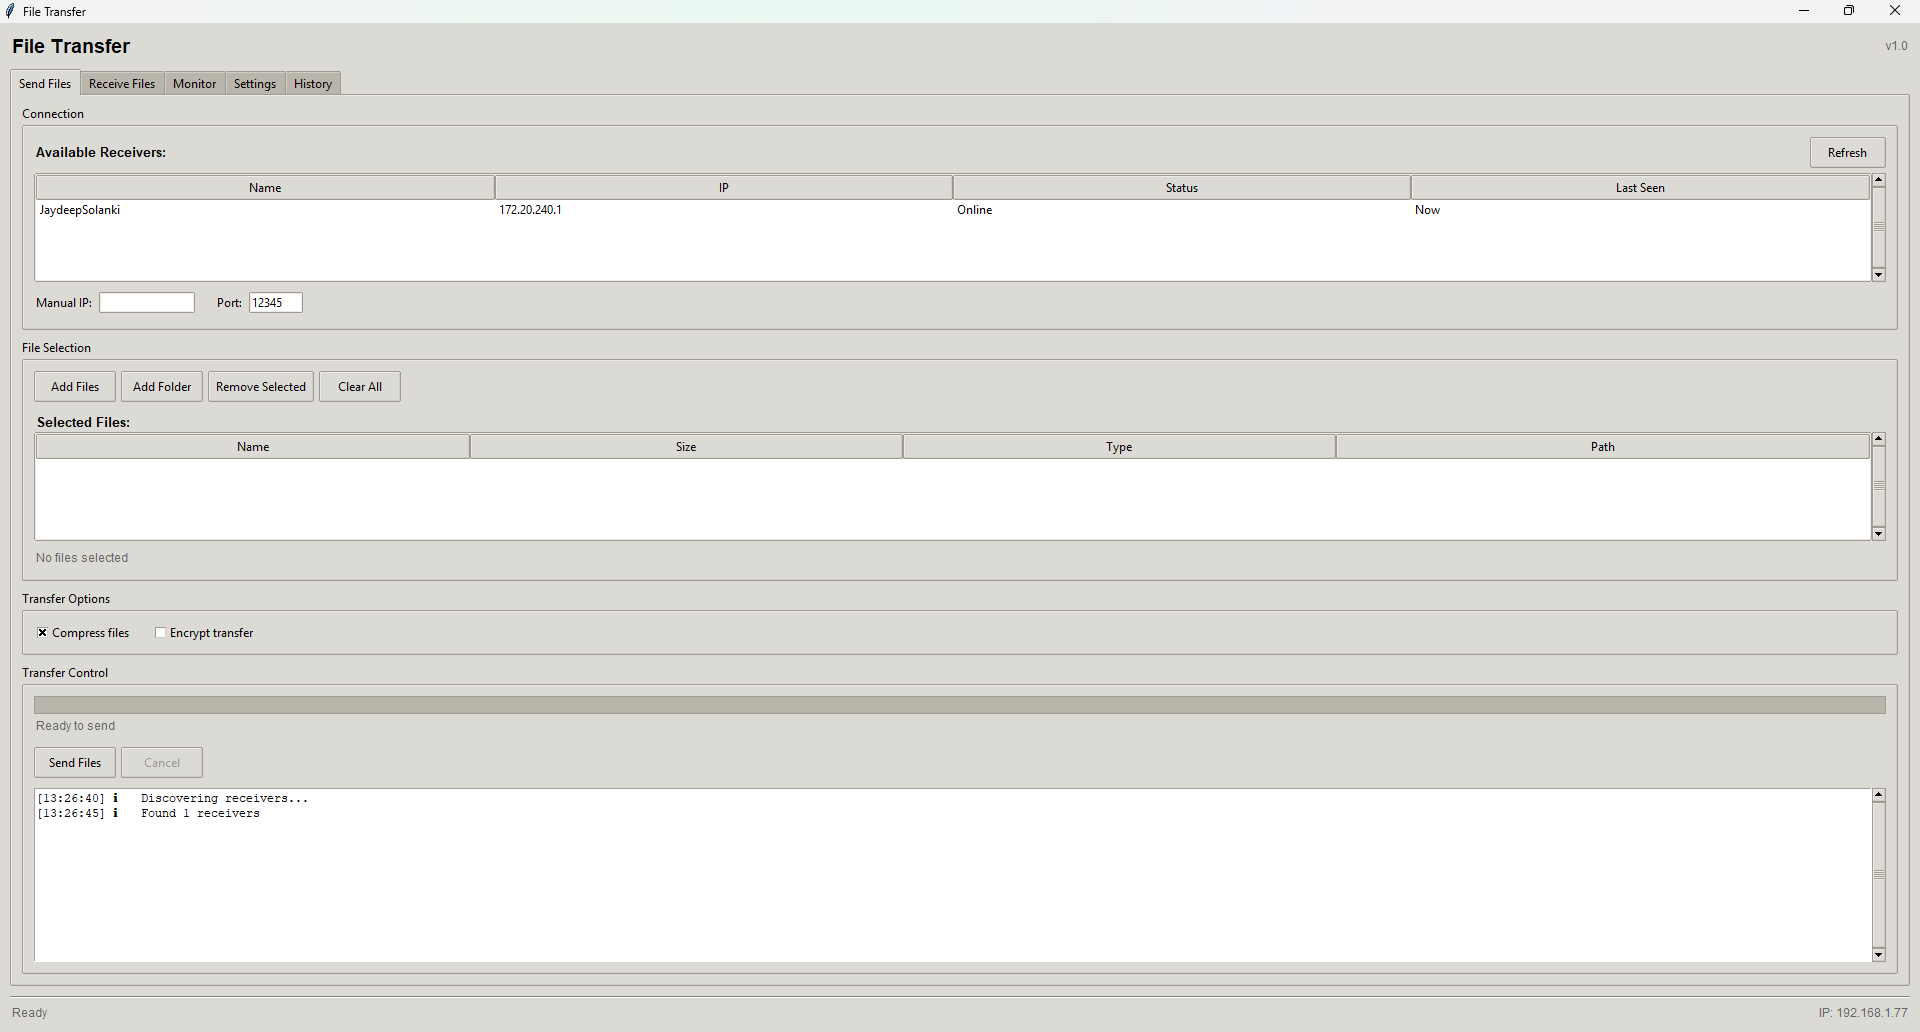 File Transfer
File Transfer
v1.0
Send Files Receive Files Monitor Settings History
Connection
Available Receivers:
Refresh
Name IP Status Last Seen
JaydeepSolanki 172.20.240.1 Online Now
Manual IP: Port: 12345
File Selection
Add Files Add Folder Remove Selected Clear All
Selected Files:
Name Size Type Path
No files selected
Transfer Options
Compress files Encrypt transfer
Transfer Control
Ready to send
Send Files Cancel
[13:26:40] ℹ Discovering receivers...
[13:26:45] ℹ Found 1 receivers
Ready IP: 192.168.1.77